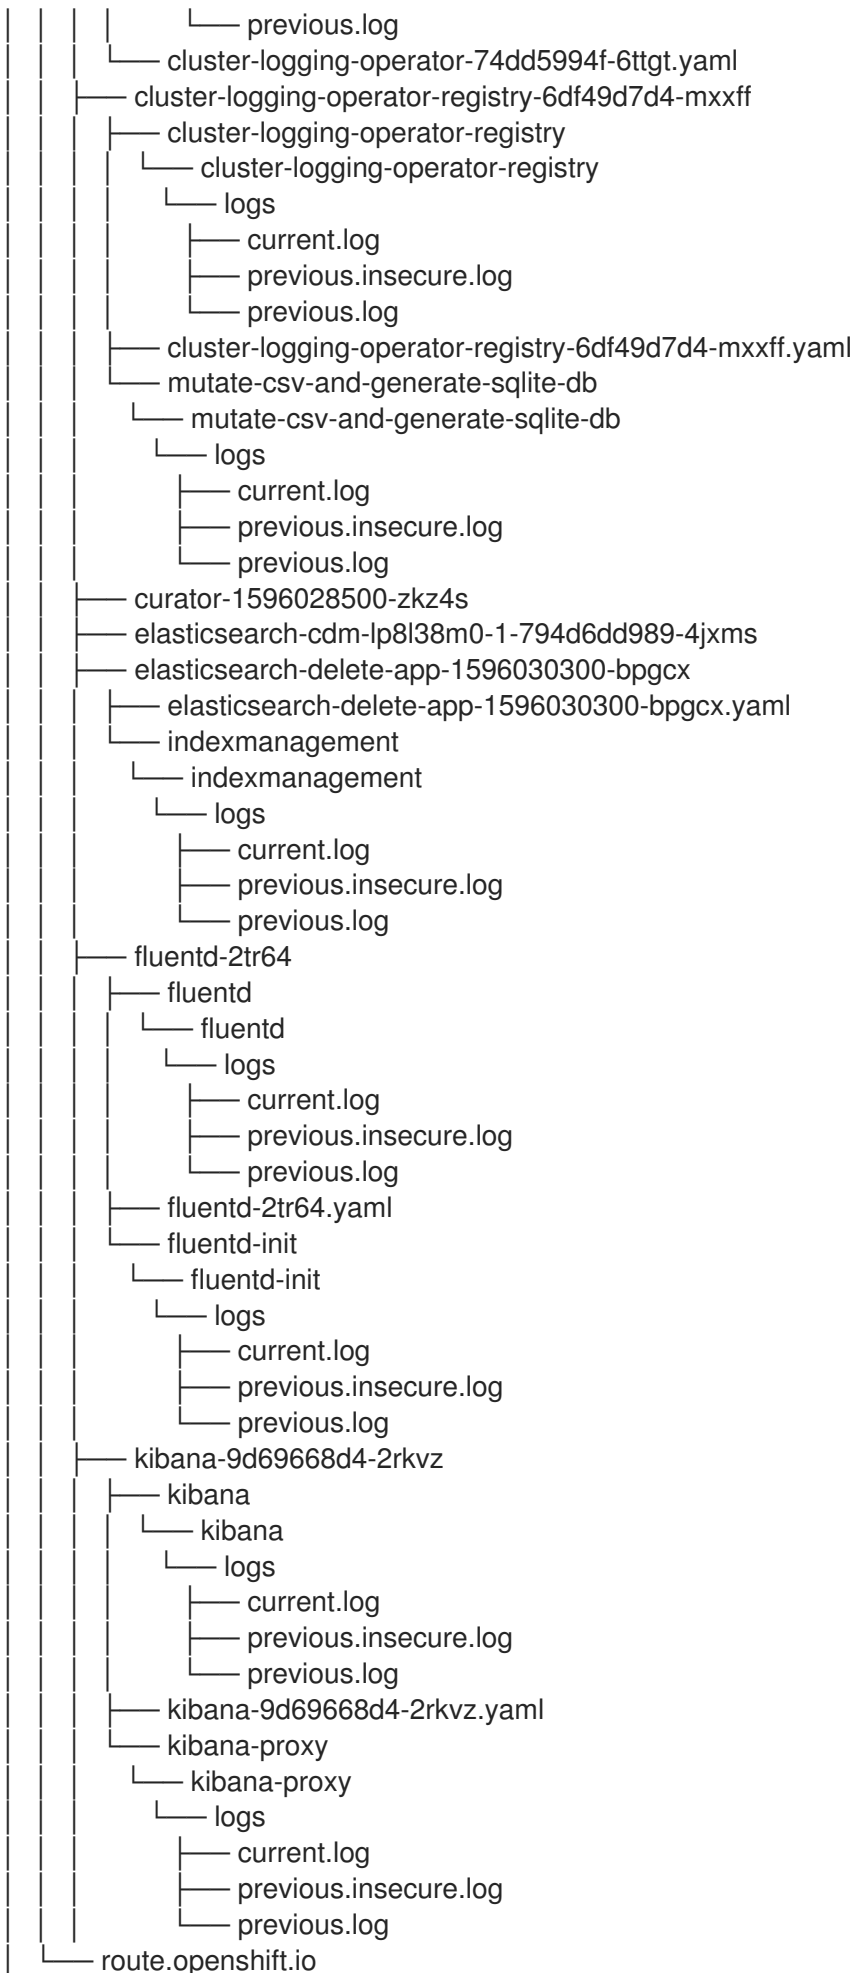 │ │ │ │ └── previous.log
│ │ │ └── cluster-logging-operator-74dd5994f-6ttgt.yaml
│ │ ├── cluster-logging-operator-registry-6df49d7d4-mxxff
│ │ │ ├── cluster-logging-operator-registry
│ │ │ │ └── cluster-logging-operator-registry
│ │ │ │ └── logs
│ │ │ │ ├── current.log
│ │ │ │ ├── previous.insecure.log
│ │ │ │ └── previous.log
│ │ │ ├── cluster-logging-operator-registry-6df49d7d4-mxxff.yaml
│ │ │ └── mutate-csv-and-generate-sqlite-db
│ │ │ └── mutate-csv-and-generate-sqlite-db
│ │ │ └── logs
│ │ │ ├── current.log
│ │ │ ├── previous.insecure.log
│ │ │ └── previous.log
│ │ ├── curator-1596028500-zkz4s
│ │ ├── elasticsearch-cdm-lp8l38m0-1-794d6dd989-4jxms
│ │ ├── elasticsearch-delete-app-1596030300-bpgcx
│ │ │ ├── elasticsearch-delete-app-1596030300-bpgcx.yaml
│ │ │ └── indexmanagement
│ │ │ └── indexmanagement
│ │ │ └── logs
│ │ │ ├── current.log
│ │ │ ├── previous.insecure.log
│ │ │ └── previous.log
│ │ ├── fluentd-2tr64
│ │ │ ├── fluentd
│ │ │ │ └── fluentd
│ │ │ │ └── logs
│ │ │ │ ├── current.log
│ │ │ │ ├── previous.insecure.log
│ │ │ │ └── previous.log
│ │ │ ├── fluentd-2tr64.yaml
│ │ │ └── fluentd-init
│ │ │ └── fluentd-init
│ │ │ └── logs
│ │ │ ├── current.log
│ │ │ ├── previous.insecure.log
│ │ │ └── previous.log
│ │ ├── kibana-9d69668d4-2rkvz
│ │ │ ├── kibana
│ │ │ │ └── kibana
│ │ │ │ └── logs
│ │ │ │ ├── current.log
│ │ │ │ ├── previous.insecure.log
│ │ │ │ └── previous.log
│ │ │ ├── kibana-9d69668d4-2rkvz.yaml
│ │ │ └── kibana-proxy
│ │ │ └── kibana-proxy
│ │ │ └── logs
│ │ │ ├── current.log
│ │ │ ├── previous.insecure.log
│ │ │ └── previous.log
│ └── route.openshift.io